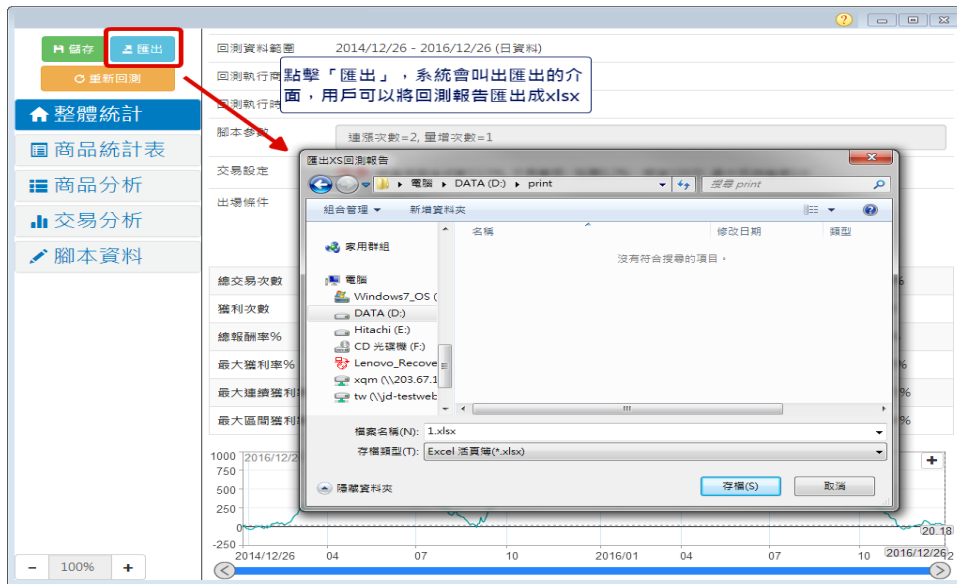 儲存 匯出
重新回測
整體統計
商品統計表
商品分析
交易分析
腳本資料
100%
回測資料範圍 2014/12/26 - 2016/12/26 (日資料)
回測執行商
點擊「匯出」，系統會叫出匯出的介
面，用戶可以將回測報告匯出成xlsx
回測執行時
腳本參數 連漲次數=2, 量增次數=1
交易設定
出場條件
匯出XS回測報告
電腦 DATA (D:) print 搜尋 print
組合管理 新增資料夾
名稱 修改日期 類型
沒有符合搜尋的項目。
家用群組
電腦
Windows7_OS (
DATA (D:)
Hitachi (E:)
CD 光碟機 (F:)
Lenovo_Recove
xqm (\\203.67.1
tw (\\jd-testweb
檔案名稱(N): 1.xlsx
存檔類型(T): Excel 活頁簿(*.xlsx)
隱藏資料夾 存檔(S) 取消
總交易次數
獲利次數
總報酬率%
最大獲利率%
最大連續獲利
最大區間獲利
1000 2016/12/2
750
500
250
0
-250
20.18
2014/12/26 04 07 10 2016/01 04 07 10 2016/12/26